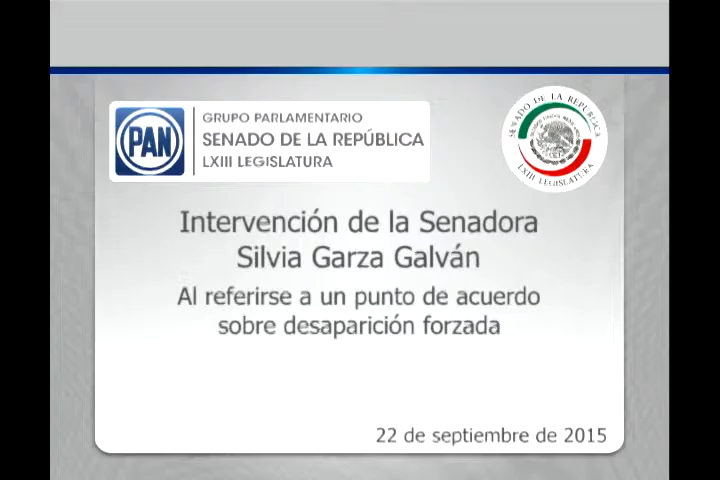 PAN
GRUPO PARLAMENTARIO
SENADO DE LA REPÚBLICA
LXIII LEGISLATURA
SENADO DE LA REPÚBLICA
LXIII LEGISLATURA
Intervención de la Senadora
Silvia Garza Galván
Al referirse a un punto de acuerdo
sobre desaparición forzada
22 de septiembre de 2015